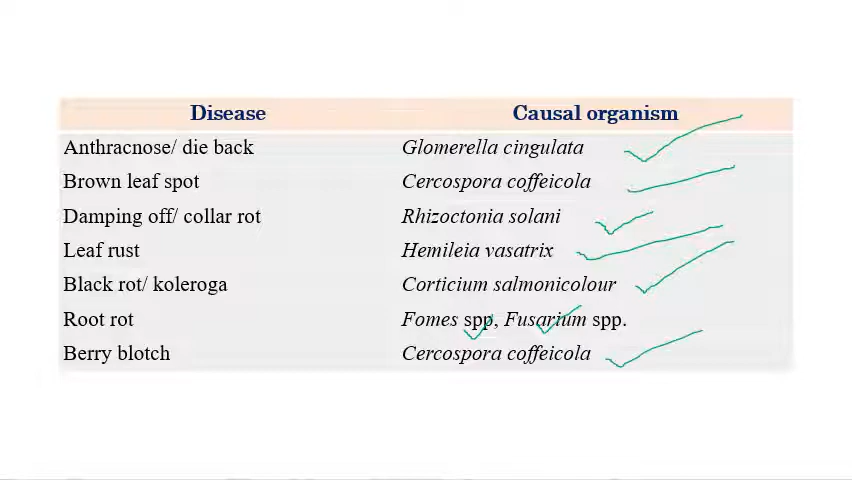 Disease Causal organism
Anthracnose/ die back Glomerella cingulata
Brown leaf spot Cercospora coffeicola
Damping off/ collar rot Rhizoctonia solani
Leaf rust Hemileia vasatrix
Black rot/ koleroga Corticium salmonicolour
Root rot Fomes spp, Fusarium spp.
Berry blotch Cercospora coffeicola